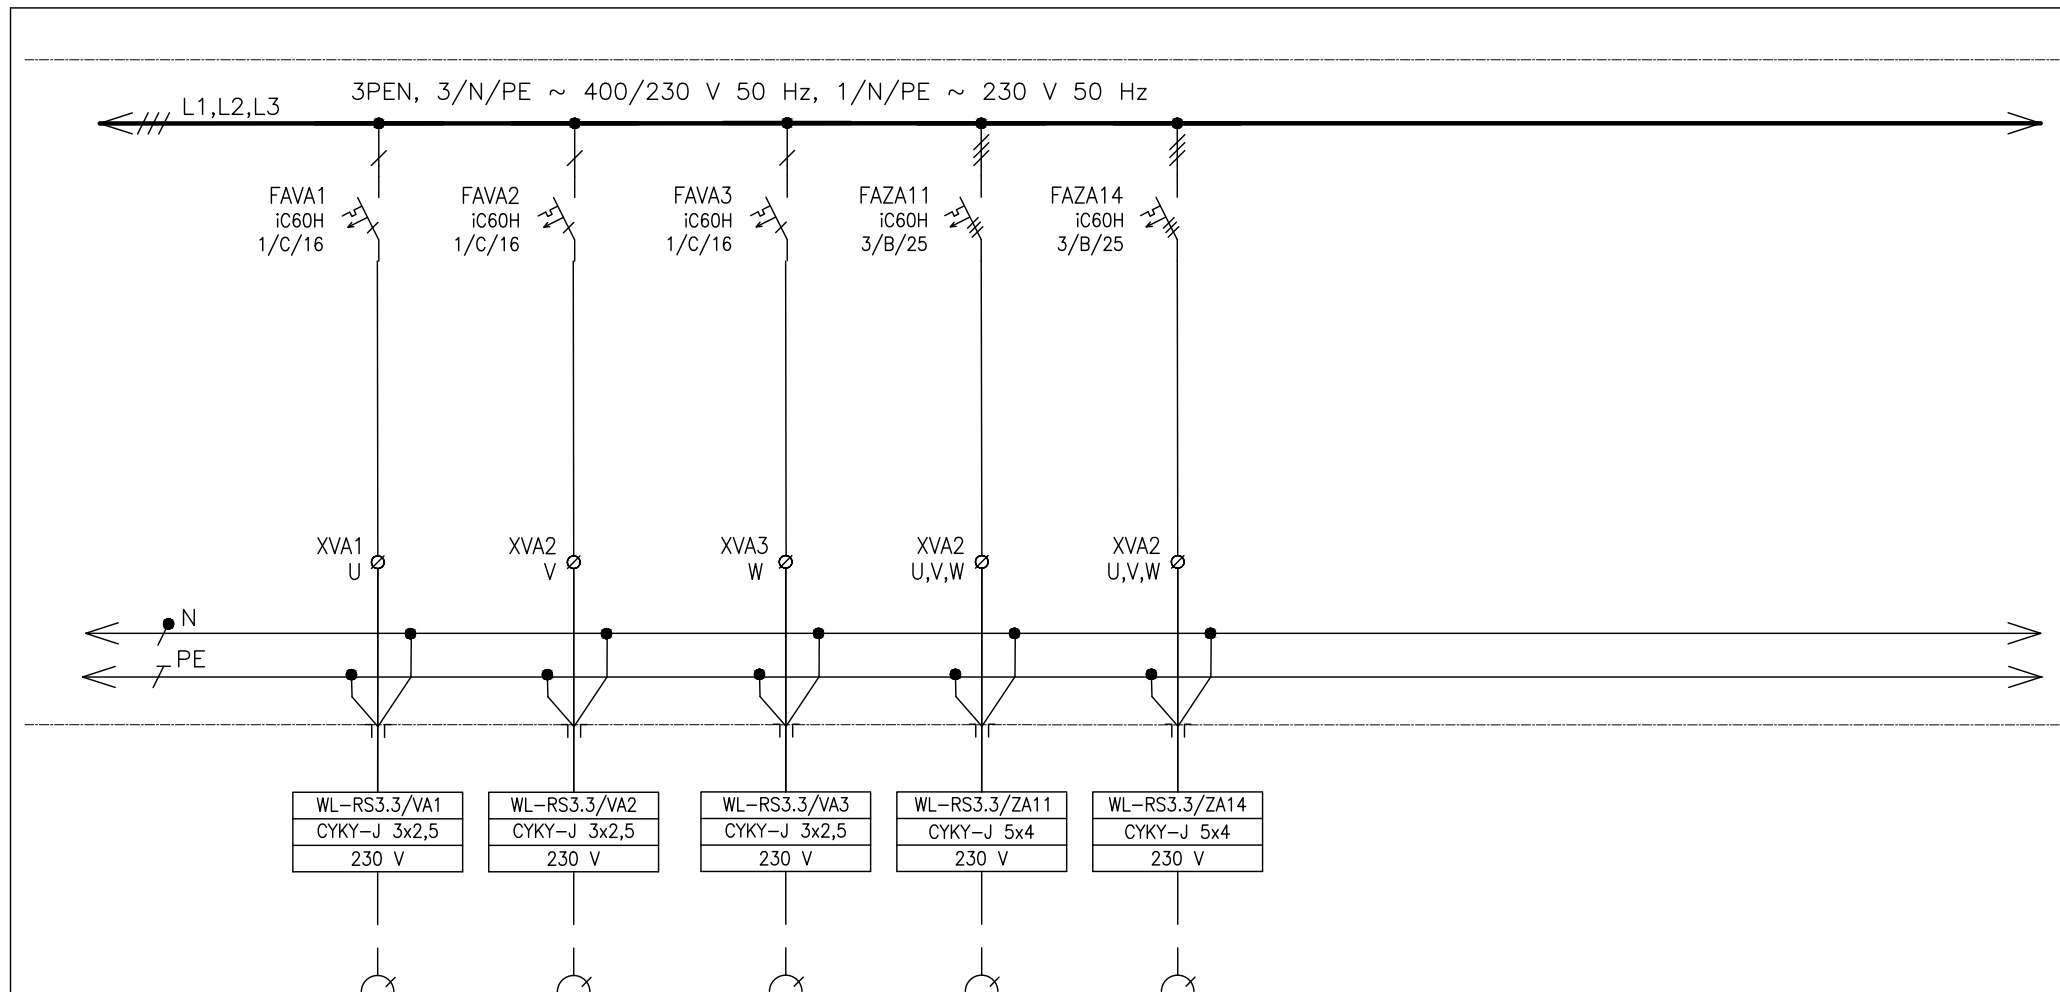 3PEN, 3/N/PE ~ 400/230 V 50 Hz, 1/N/PE ~ 230 V 50 Hz
L1,L2,L3
FAVA1
iC60H
1/C/16
FAVA2
iC60H
1/C/16
FAVA3
iC60H
1/C/16
FAZA11
iC60H
3/B/25
FAZA14
iC60H
3/B/25
XVA1
U
XVA2
V
XVA3
W
XVA2
U,V,W
XVA2
U,V,W
N
PE
WL-RS3.3/VA1
CYKY-J 3x2,5
230 V
WL-RS3.3/VA2
CYKY-J 3x2,5
230 V
WL-RS3.3/VA3
CYKY-J 3x2,5
230 V
WL-RS3.3/ZA11
CYKY-J 5x4
230 V
WL-RS3.3/ZA14
CYKY-J 5x4
230 V